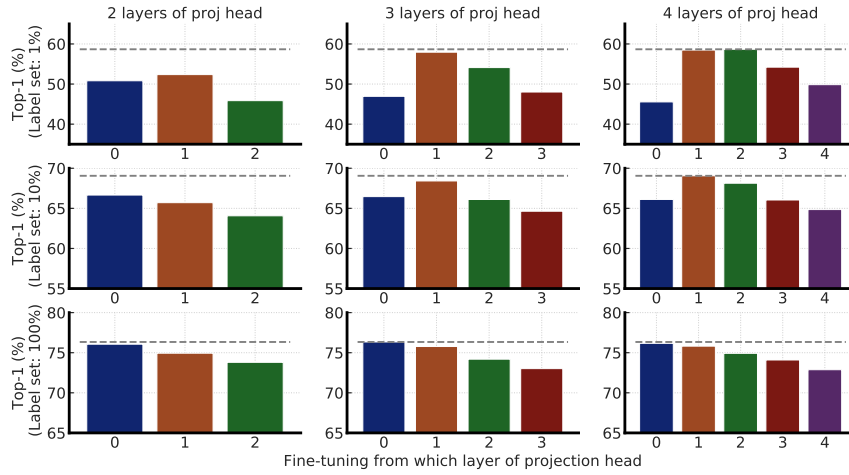 2 layers of proj head
3 layers of proj head
4 layers of proj head
Top-1 (%)
(Label set: 1%)
60
50
40
0 1 2
60
50
40
0 1 2 3
60
50
40
0 1 2 3 4
Top-1 (%)
(Label set: 10%)
70
65
60
55
0 1 2
70
65
60
55
0 1 2 3
70
65
60
55
0 1 2 3 4
Top-1 (%)
(Label set: 100%)
80
75
70
65
0 1 2
80
75
70
65
0 1 2 3
80
75
70
65
0 1 2 3 4
Fine-tuning from which layer of projection head